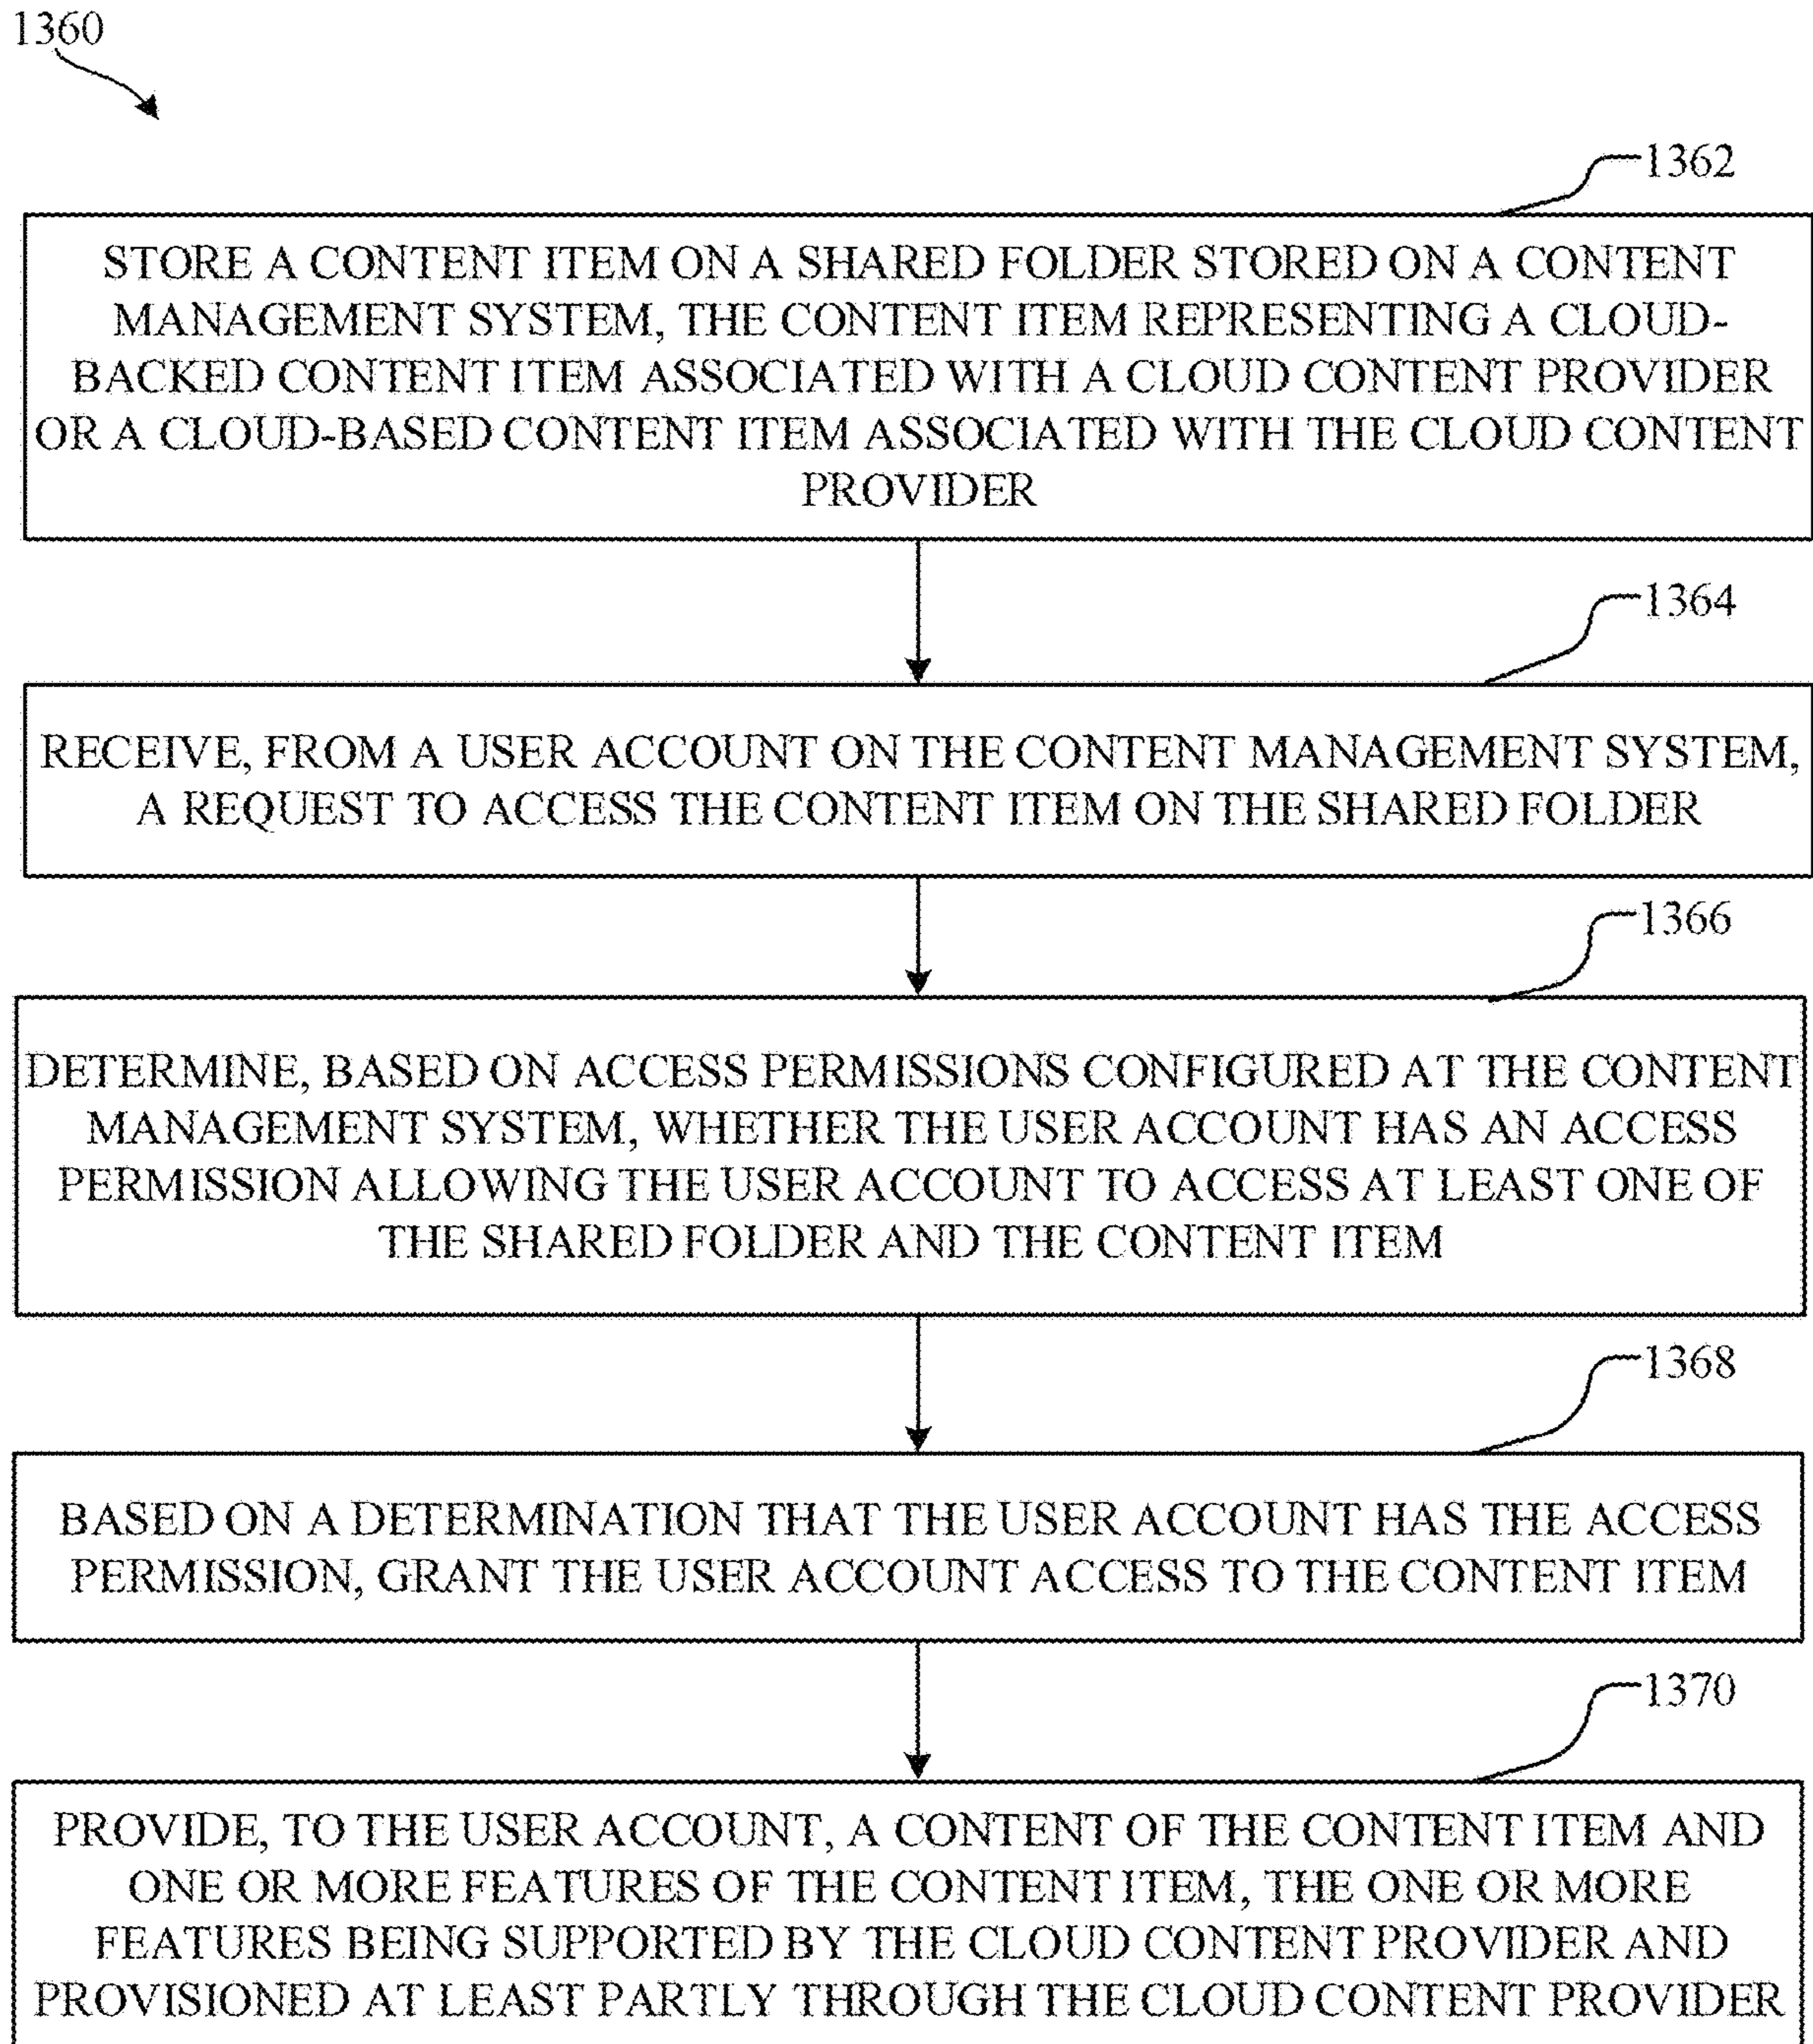 1360
1362
STORE A CONTENT ITEM ON A SHARED FOLDER STORED ON A CONTENT
MANAGEMENT SYSTEM, THE CONTENT ITEM REPRESENTING A CLOUD-
BACKED CONTENT ITEM ASSOCIATED WITH A CLOUD CONTENT PROVIDER
OR A CLOUD-BASED CONTENT ITEM ASSOCIATED WITH THE CLOUD CONTENT
PROVIDER
1364
RECEIVE, FROM A USER ACCOUNT ON THE CONTENT MANAGEMENT SYSTEM,
A REQUEST TO ACCESS THE CONTENT ITEM ON THE SHARED FOLDER
1366
DETERMINE, BASED ON ACCESS PERMISSIONS CONFIGURED AT THE CONTENT
MANAGEMENT SYSTEM, WHETHER THE USER ACCOUNT HAS AN ACCESS
PERMISSION ALLOWING THE USER ACCOUNT TO ACCESS AT LEAST ONE OF
THE SHARED FOLDER AND THE CONTENT ITEM
1368
BASED ON A DETERMINATION THAT THE USER ACCOUNT HAS THE ACCESS
PERMISSION, GRANT THE USER ACCOUNT ACCESS TO THE CONTENT ITEM
1370
PROVIDE, TO THE USER ACCOUNT, A CONTENT OF THE CONTENT ITEM AND
ONE OR MORE FEATURES OF THE CONTENT ITEM, THE ONE OR MORE
FEATURES BEING SUPPORTED BY THE CLOUD CONTENT PROVIDER AND
PROVISIONED AT LEAST PARTLY THROUGH THE CLOUD CONTENT PROVIDER